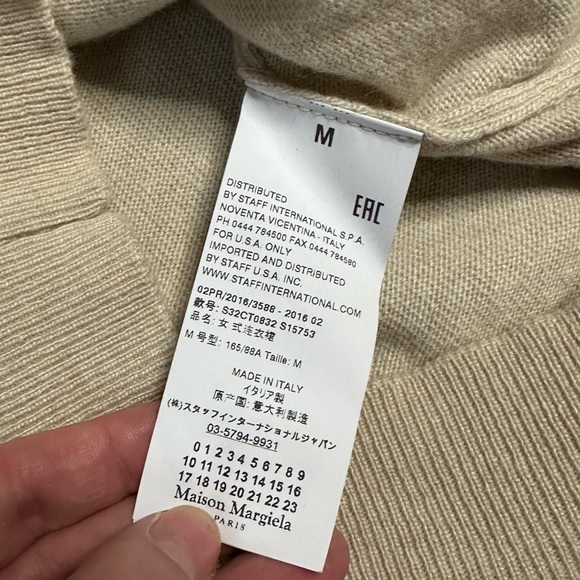 M
EAC
DISTRIBUTED
BY STAFF INTERNATIONAL S.P.A.
NOVENTA VICENTINA - ITALY
PH 0444 784500 FAX 0444 784580
FOR U.S.A. ONLY
IMPORTED AND DISTRIBUTED
BY STAFF U.S.A. INC.
WWW.STAFFINTERNATIONAL.COM
02PR/2016/3588 - 2016 02
款号: S32CT0832 S15753
品名: 女式连衣裙
M 号型: 165/88A Taille: M
MADE IN ITALY
イタリア製
原产国: 意大利製造
(株)スタッフインターナショナルジャパン
03-5794-9931
0 1 2 3 4 5 6 7 8 9
10 11 12 13 14 15 16
17 18 19 20 21 22 23
Maison Margiela
PARIS